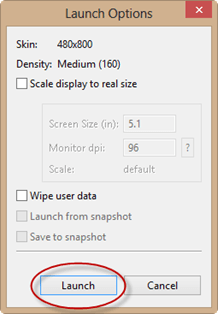 Launch Options
Skin: 480x800
Density: Medium (160)
Scale display to real size
Screen Size (in): 5.1
Monitor dpi: 96 ?
Scale: default
Wipe user data
Launch from snapshot
Save to snapshot
Launch Cancel